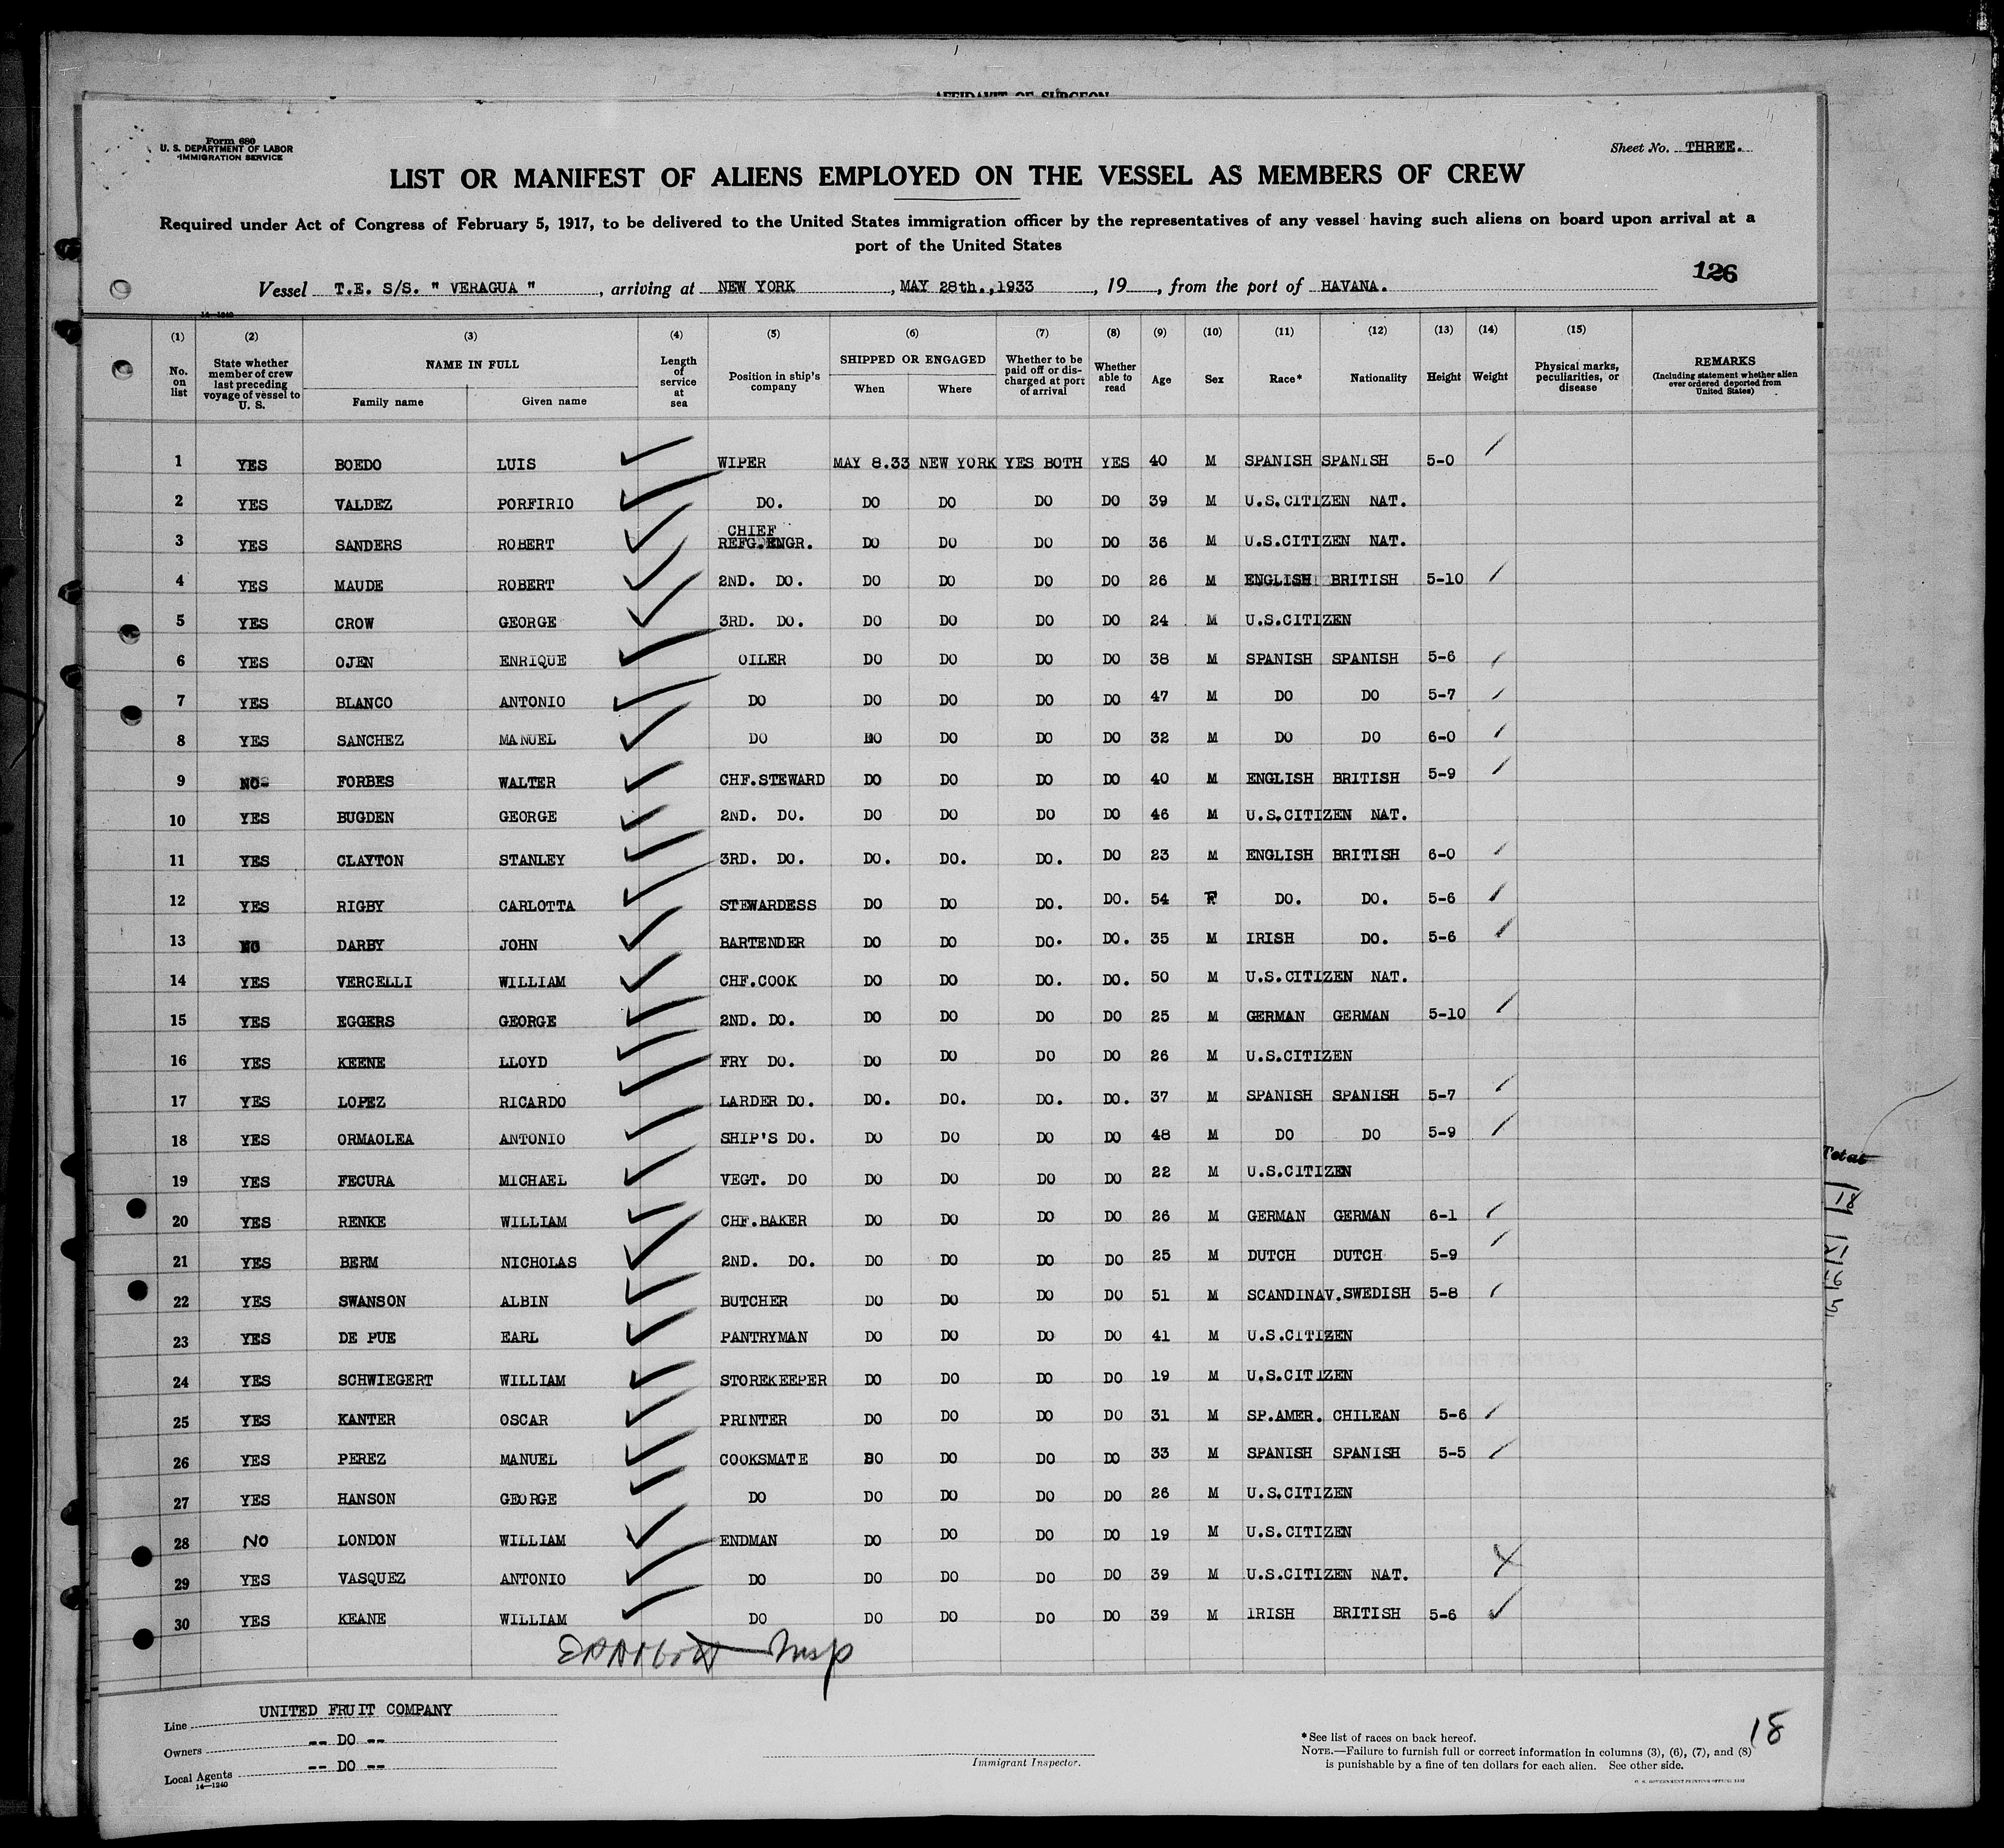 AFFIDAVIT OF SURGEON
Form 680
U. S. DEPARTMENT OF LABOR
IMMIGRATION SERVICE
Sheet No. THREE.
LIST OR MANIFEST OF ALIENS EMPLOYED ON THE VESSEL AS MEMBERS OF CREW
Required under Act of Congress of February 5, 1917, to be delivered to the United States immigration officer by the representatives of any vessel having such aliens on board upon arrival at a
port of the United States
126
Vessel T.E. S/S. " VERAGUA " , arriving at NEW YORK , MAY 28th.,1933 , 19 , from the port of HAVANA.
14—1240
(1) (2) (3) (4) (5) (6) (7) (8) (9) (10) (11) (12) (13) (14) (15)
No. on list State whether member of crew last preceding voyage of vessel to U. S. NAME IN FULL Family name Given name Length of service at sea Position in ship's company SHIPPED OR ENGAGED When Where Whether to be paid off or discharged at port of arrival Whether able to read Age Sex Race* Nationality Height Weight Physical marks, peculiarities, or disease REMARKS (Including statement whether alien ever ordered deported from United States)
1 YES BOEDO LUIS WIPER MAY 8.33 NEW YORK YES BOTH YES 40 M SPANISH SPANISH 5-0
2 YES VALDEZ PORFIRIO DO. DO DO DO DO 39 M U.S.CITIZEN NAT.
3 YES SANDERS ROBERT CHIEF REFG.ENGR. DO DO DO DO 36 M U.S.CITIZEN NAT.
4 YES MAUDE ROBERT 2ND. DO. DO DO DO DO 26 M ENGLISH BRITISH 5-10
5 YES CROW GEORGE 3RD. DO. DO DO DO DO 24 M U.S.CITIZEN
6 YES OJEN ENRIQUE OILER DO DO DO DO 38 M SPANISH SPANISH 5-6
7 YES BLANCO ANTONIO DO DO DO DO DO 47 M DO DO 5-7
8 YES SANCHEZ MANUEL DO DO DO DO DO 32 M DO DO 6-0
9 NO FORBES WALTER CHF.STEWARD DO DO DO DO 40 M ENGLISH BRITISH 5-9
10 YES BUGDEN GEORGE 2ND. DO. DO DO DO DO 46 M U.S.CITIZEN NAT.
11 YES CLAYTON STANLEY 3RD. DO. DO. DO. DO. DO 23 M ENGLISH BRITISH 6-0
12 YES RIGBY CARLOTTA STEWARDESS DO DO DO. DO. 54 F DO. DO. 5-6
13 NO DARBY JOHN BARTENDER DO DO DO. DO. 35 M IRISH DO. 5-6
14 YES VERCELLI WILLIAM CHF.COOK DO DO DO. DO. 50 M U.S.CITIZEN NAT.
15 YES EGGERS GEORGE 2ND. DO. DO DO DO DO 25 M GERMAN GERMAN 5-10
16 YES KEENE LLOYD FRY DO. DO DO DO DO 26 M U.S.CITIZEN
17 YES LOPEZ RICARDO LARDER DO. DO. DO. DO. DO. 37 M SPANISH SPANISH 5-7
18 YES ORMAOLEA ANTONIO SHIP'S DO. DO DO DO DO 48 M DO DO 5-9
19 YES FECURA MICHAEL VEGT. DO DO DO DO DO 22 M U.S.CITIZEN
20 YES RENKE WILLIAM CHF.BAKER DO DO DO DO 26 M GERMAN GERMAN 6-1
21 YES BERM NICHOLAS 2ND. DO. DO DO DO DO 25 M DUTCH DUTCH 5-9
22 YES SWANSON ALBIN BUTCHER DO DO DO DO 51 M SCANDINAV.SWEDISH 5-8
23 YES DE PUE EARL PANTRYMAN DO DO DO DO 41 M U.S.CITIZEN
24 YES SCHWIEGERT WILLIAM STOREKEEPER DO DO DO DO 19 M U.S.CITIZEN
25 YES KANTER OSCAR PRINTER DO DO DO DO 31 M SP.AMER. CHILEAN 5-6
26 YES PEREZ MANUEL COOKSMATE DO DO DO DO 33 M SPANISH SPANISH 5-5
27 YES HANSON GEORGE DO DO DO DO DO 26 M U.S.CITIZEN
28 NO LONDON WILLIAM ENDMAN DO DO DO DO 19 M U.S.CITIZEN
29 YES VASQUEZ ANTONIO DO DO DO DO DO 39 M U.S.CITIZEN NAT.
30 YES KEANE WILLIAM DO DO DO DO DO 39 M IRISH BRITISH 5-6
Insp
Total
18
Line UNITED FRUIT COMPANY
Owners -- DO --
Local Agents -- DO --
14—1240
Immigrant Inspector.
* See list of races on back hereof.
NOTE.—Failure to furnish full or correct information in columns (3), (6), (7), and (8)
is punishable by a fine of ten dollars for each alien. See other side.
U. S. GOVERNMENT PRINTING OFFICE: 1932
18